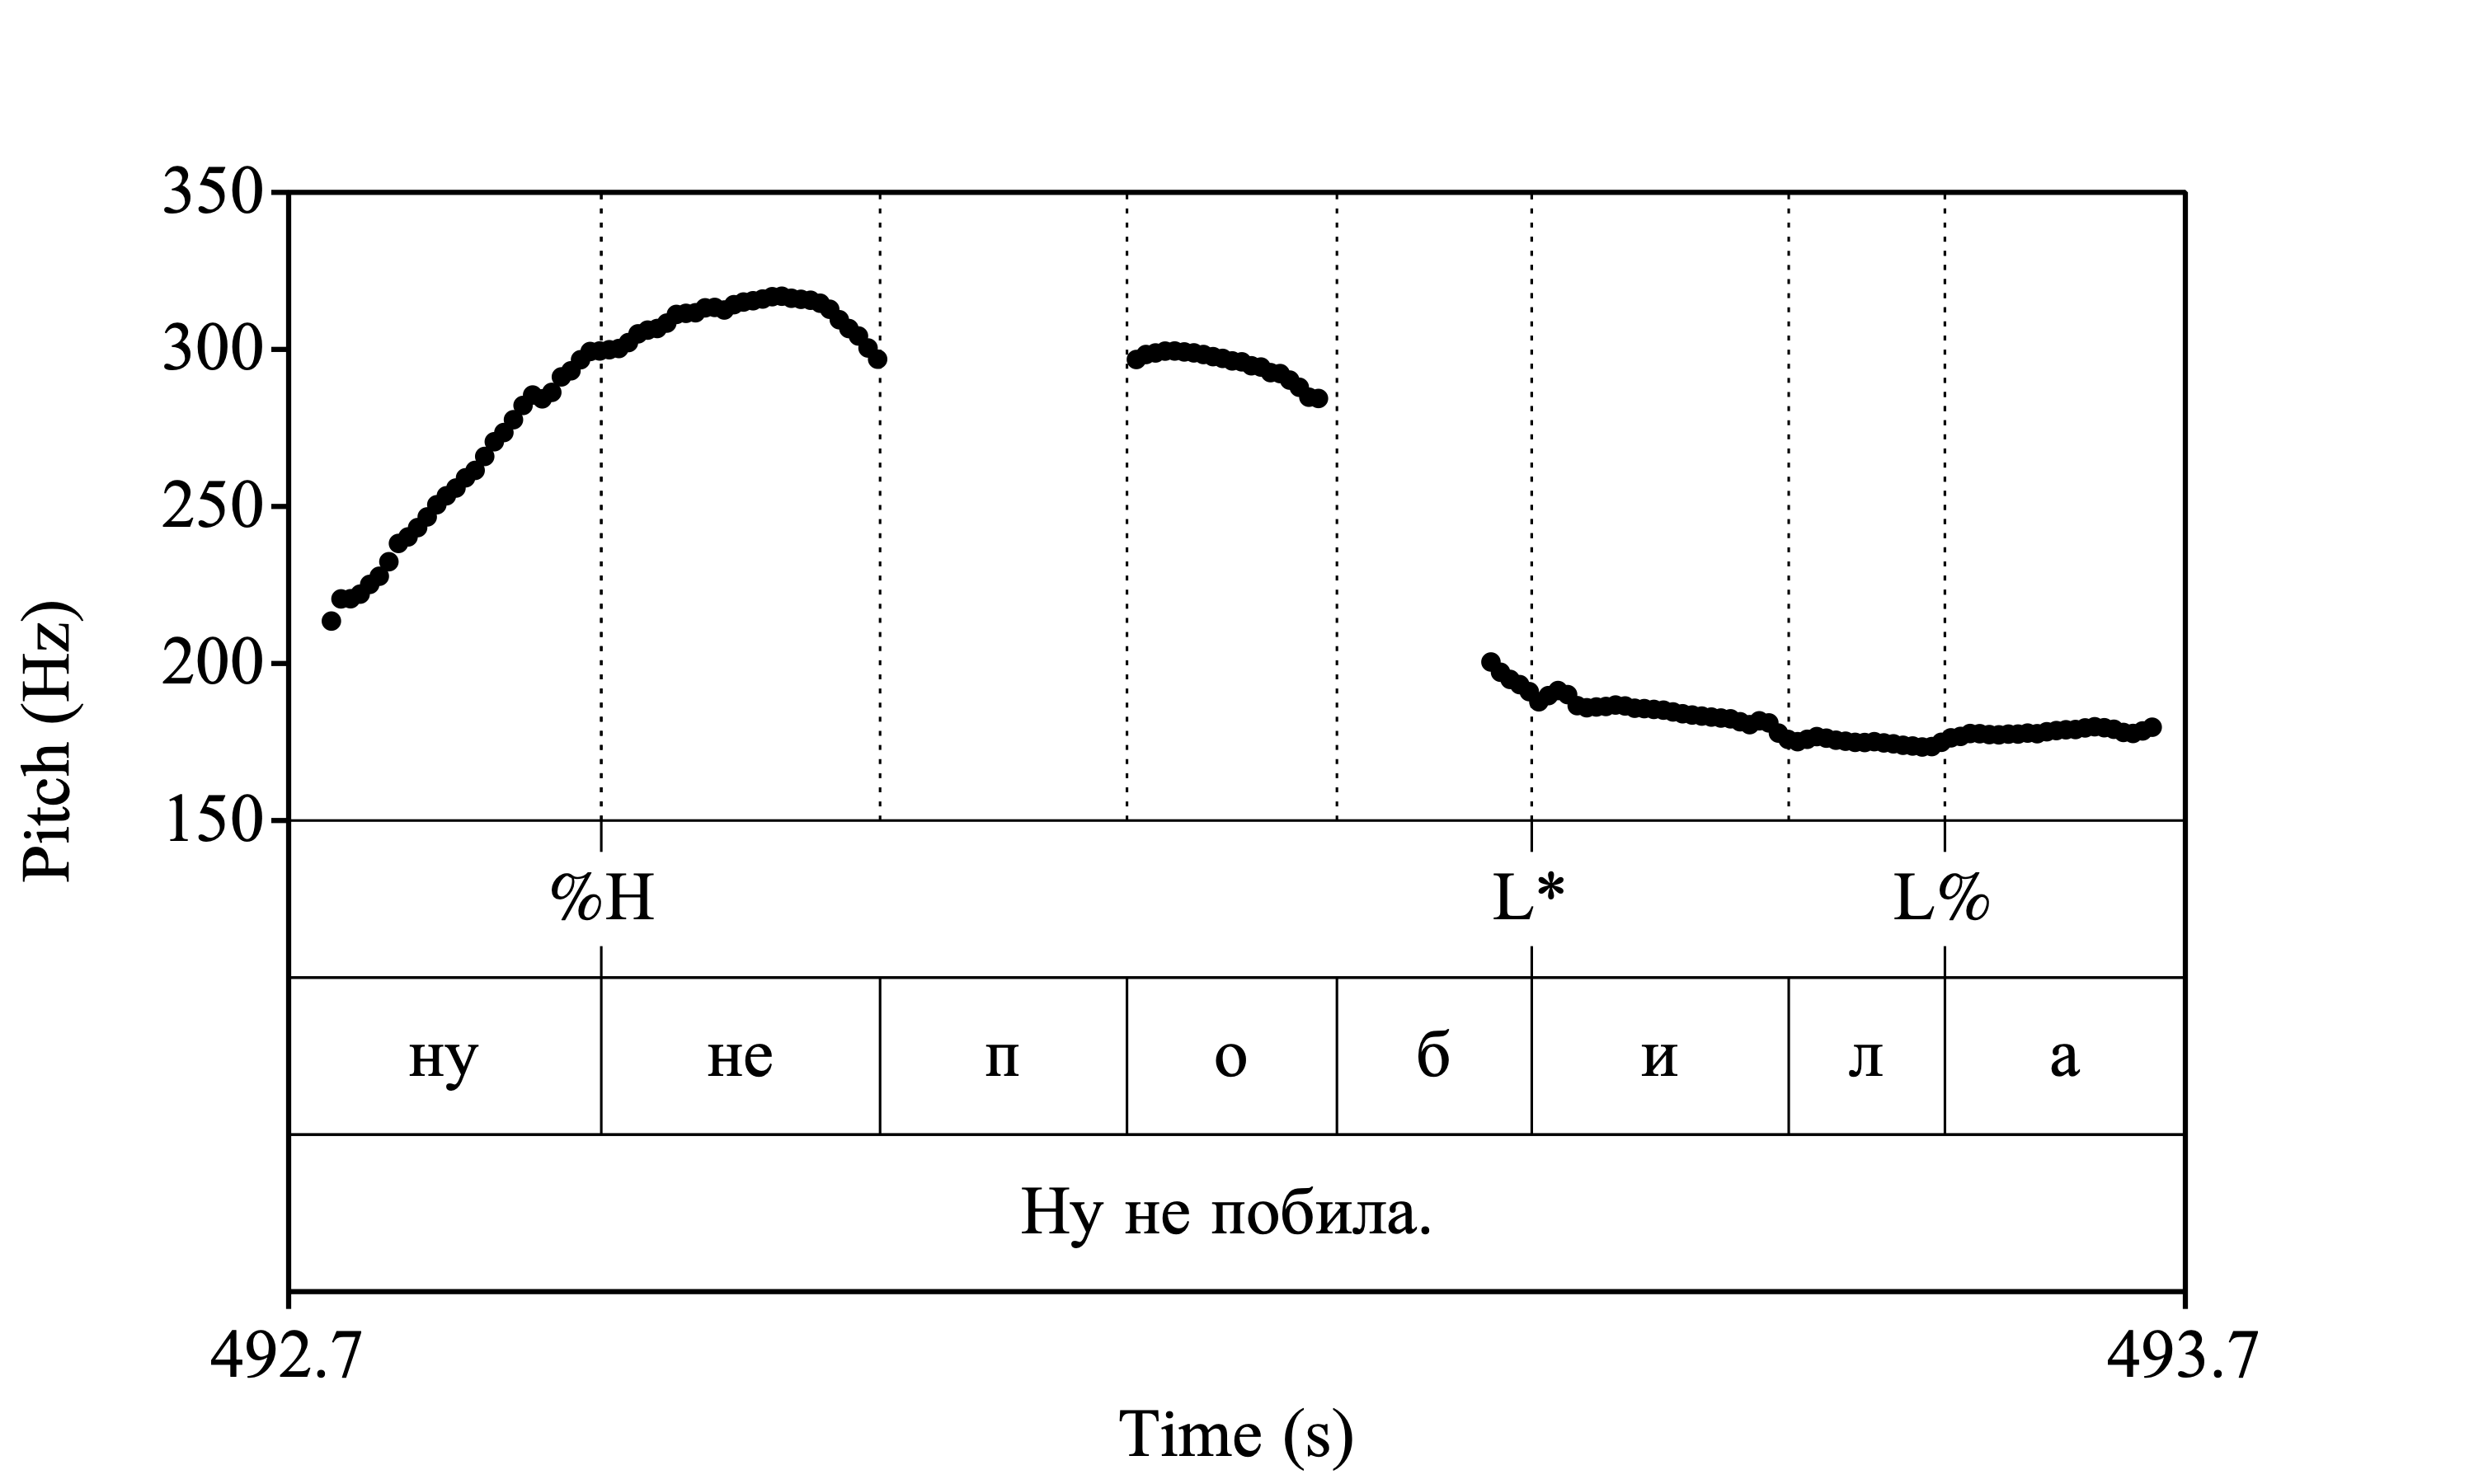 350
300
250
200
150
Pitch (Hz)
%H L* L%
ну не п о б и л а
Ну не побила.
492.7 493.7
Time (s)